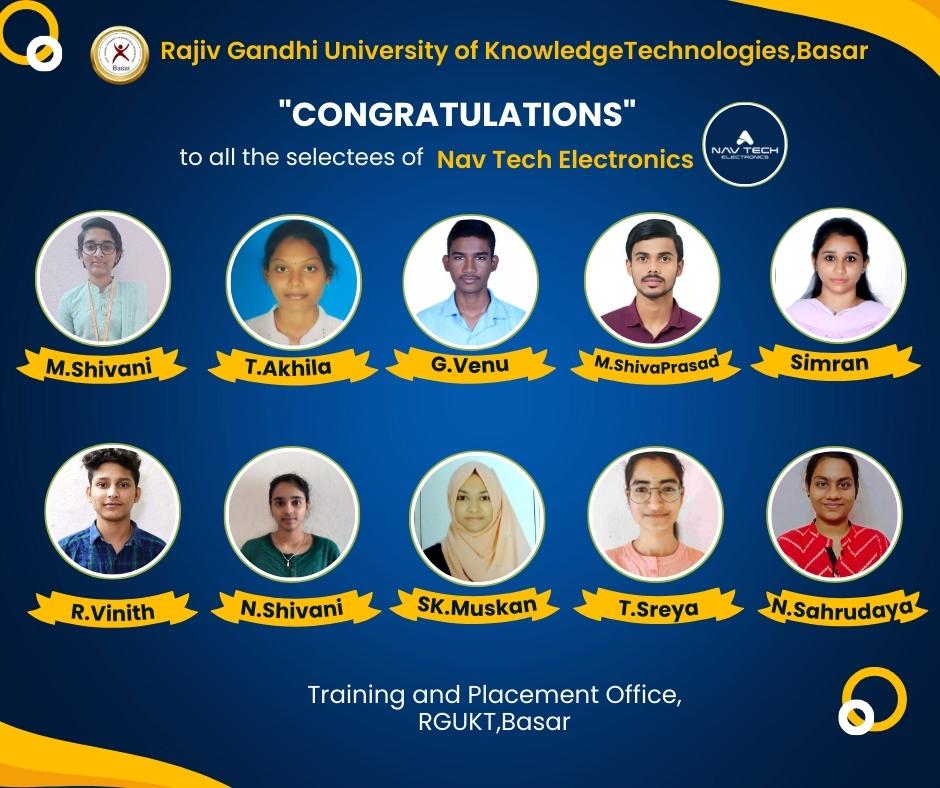 Basar
Rajiv Gandhi University of KnowledgeTechnologies,Basar
"CONGRATULATIONS"
to all the selectees of Nav Tech Electronics
NAV TECH
ELECTRONICS
M.Shivani
T.Akhila
G.Venu
M.ShivaPrasad
Simran
R.Vinith
N.Shivani
SK.Muskan
T.Sreya
N.Sahrudaya
Training and Placement Office,
RGUKT,Basar